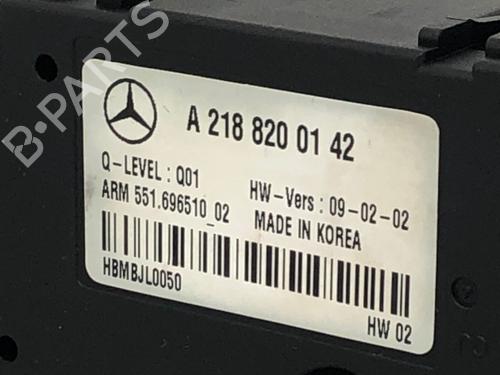 B-PARTS
A 218 820 01 42
Q-LEVEL : Q01
HW-Vers : 09-02-02
ARM 551.696510_02
MADE IN KOREA
HBMBJL0050
HW 02